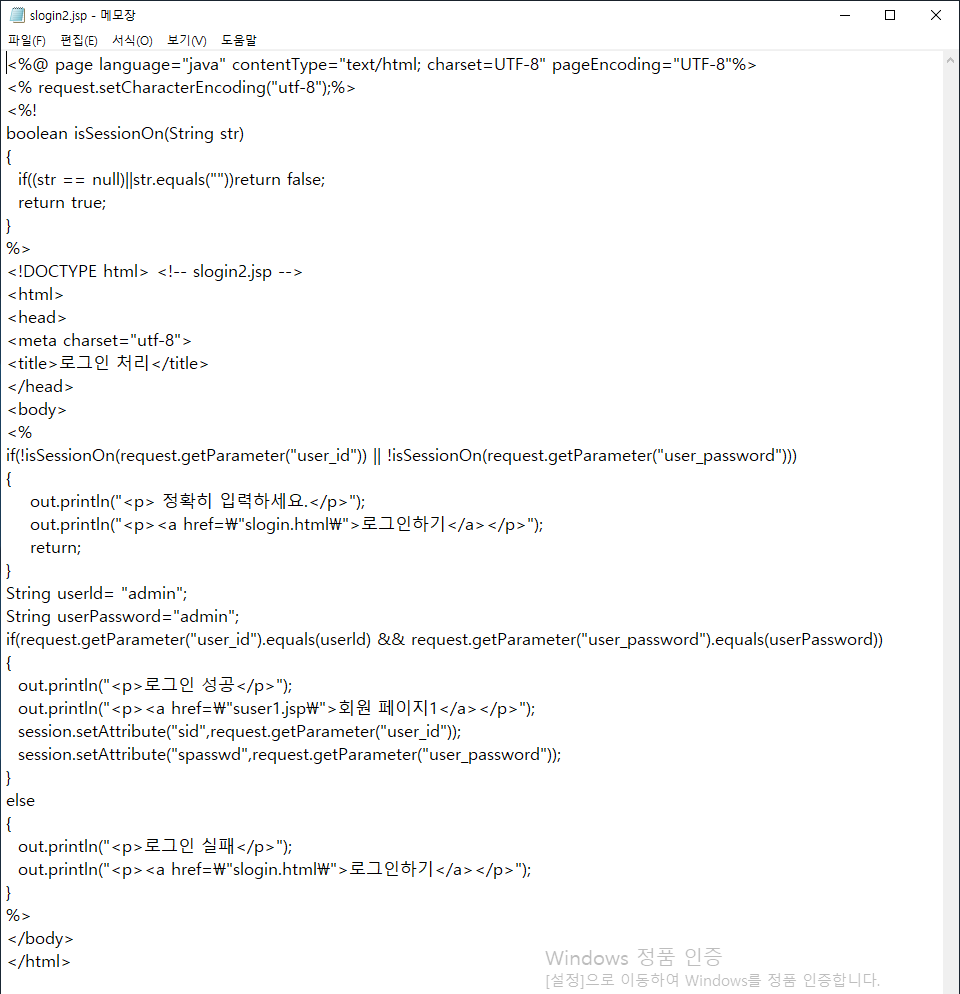 slogin2.jsp - 메모장
파일(F) 편집(E) 서식(O) 보기(V) 도움말
<%@ page language="java" contentType="text/html; charset=UTF-8" pageEncoding="UTF-8"%>
<% request.setCharacterEncoding("utf-8");%>
<%!
boolean isSessionOn(String str)
{
if((str == null)||str.equals(""))return false;
return true;
}
%>
<!DOCTYPE html> <!-- slogin2.jsp -->
<html>
<head>
<meta charset="utf-8">
<title>로그인 처리</title>
</head>
<body>
<%
if(!isSessionOn(request.getParameter("user_id")) || !isSessionOn(request.getParameter("user_password")))
{
out.println("<p> 정확히 입력하세요.</p>");
out.println("<p><a href=₩"slogin.html₩">로그인하기</a></p>");
return;
}
String userId= "admin";
String userPassword="admin";
if(request.getParameter("user_id").equals(userId) && request.getParameter("user_password").equals(userPassword))
{
out.println("<p>로그인 성공</p>");
out.println("<p><a href=₩"suser1.jsp₩">회원 페이지1</a></p>");
session.setAttribute("sid",request.getParameter("user_id"));
session.setAttribute("spasswd",request.getParameter("user_password"));
}
else
{
out.println("<p>로그인 실패</p>");
out.println("<p><a href=₩"slogin.html₩">로그인하기</a></p>");
}
%>
</body>
</html>
Windows 정품 인증
[설정]으로 이동하여 Windows를 정품 인증합니다.